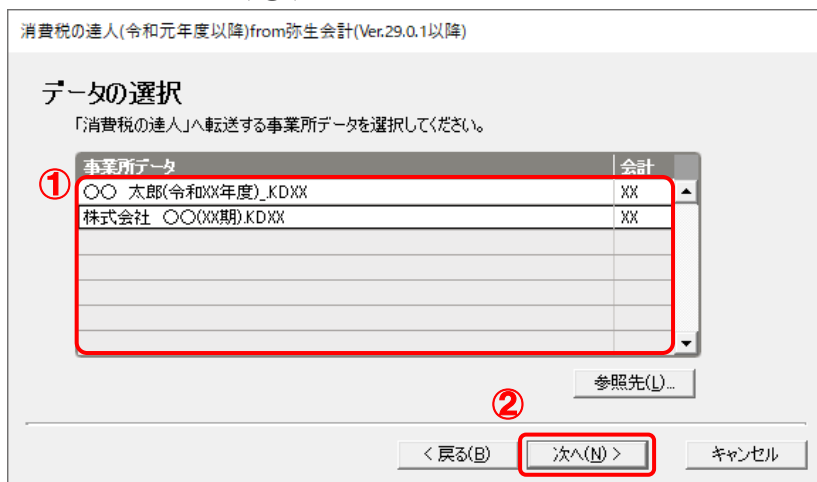 消費税の達人(令和元年度以降)from弥生会計(Ver.29.0.1以降)
データの選択
「消費税の達人」へ転送する事業所データを選択してください。
事業所データ 会計
①
〇〇 太郎(令和XX年度)_.KDXX XX
株式会社 〇〇(XX期).KDXX XX
参照先(L)...
②
< 戻る(B) 次へ(N) > キャンセル